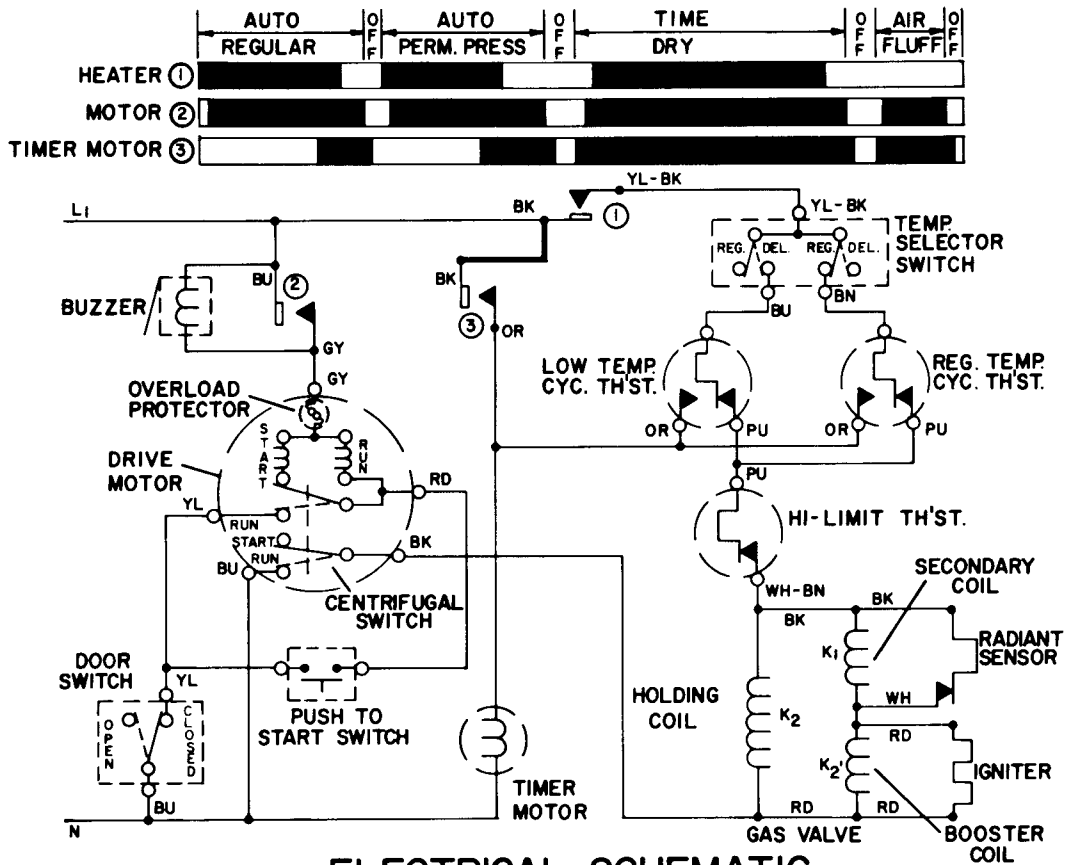 AUTO REGULAR
OFF
AUTO PERM. PRESS
OFF
TIME DRY
OFF
AIR FLUFF
OFF
HEATER ①
MOTOR ②
TIMER MOTOR ③
YL-BK
L1
BK
①
YL-BK
TEMP. SELECTOR SWITCH
REG. DEL. REG. DEL.
BU
②
BK
BUZZER
③
OR
BU
BN
GY
LOW TEMP. CYC. TH'ST.
REG. TEMP. CYC. TH'ST.
GY
OVERLOAD PROTECTOR
START
RUN
OR
PU
OR
PU
DRIVE MOTOR
RD
PU
YL
HI-LIMIT TH'ST.
RUN
START
BK
BU
RUN
WH-BN
SECONDARY COIL
CENTRIFUGAL SWITCH
BK
BK
RADIANT SENSOR
K1
DOOR SWITCH
YL
HOLDING COIL
WH
OPEN
CLOSED
PUSH TO START SWITCH
K2
RD
K2'
IGNITER
TIMER MOTOR
BU
RD
RD
N
GAS VALVE
BOOSTER COIL
ELECTRICAL SCHEMATIC